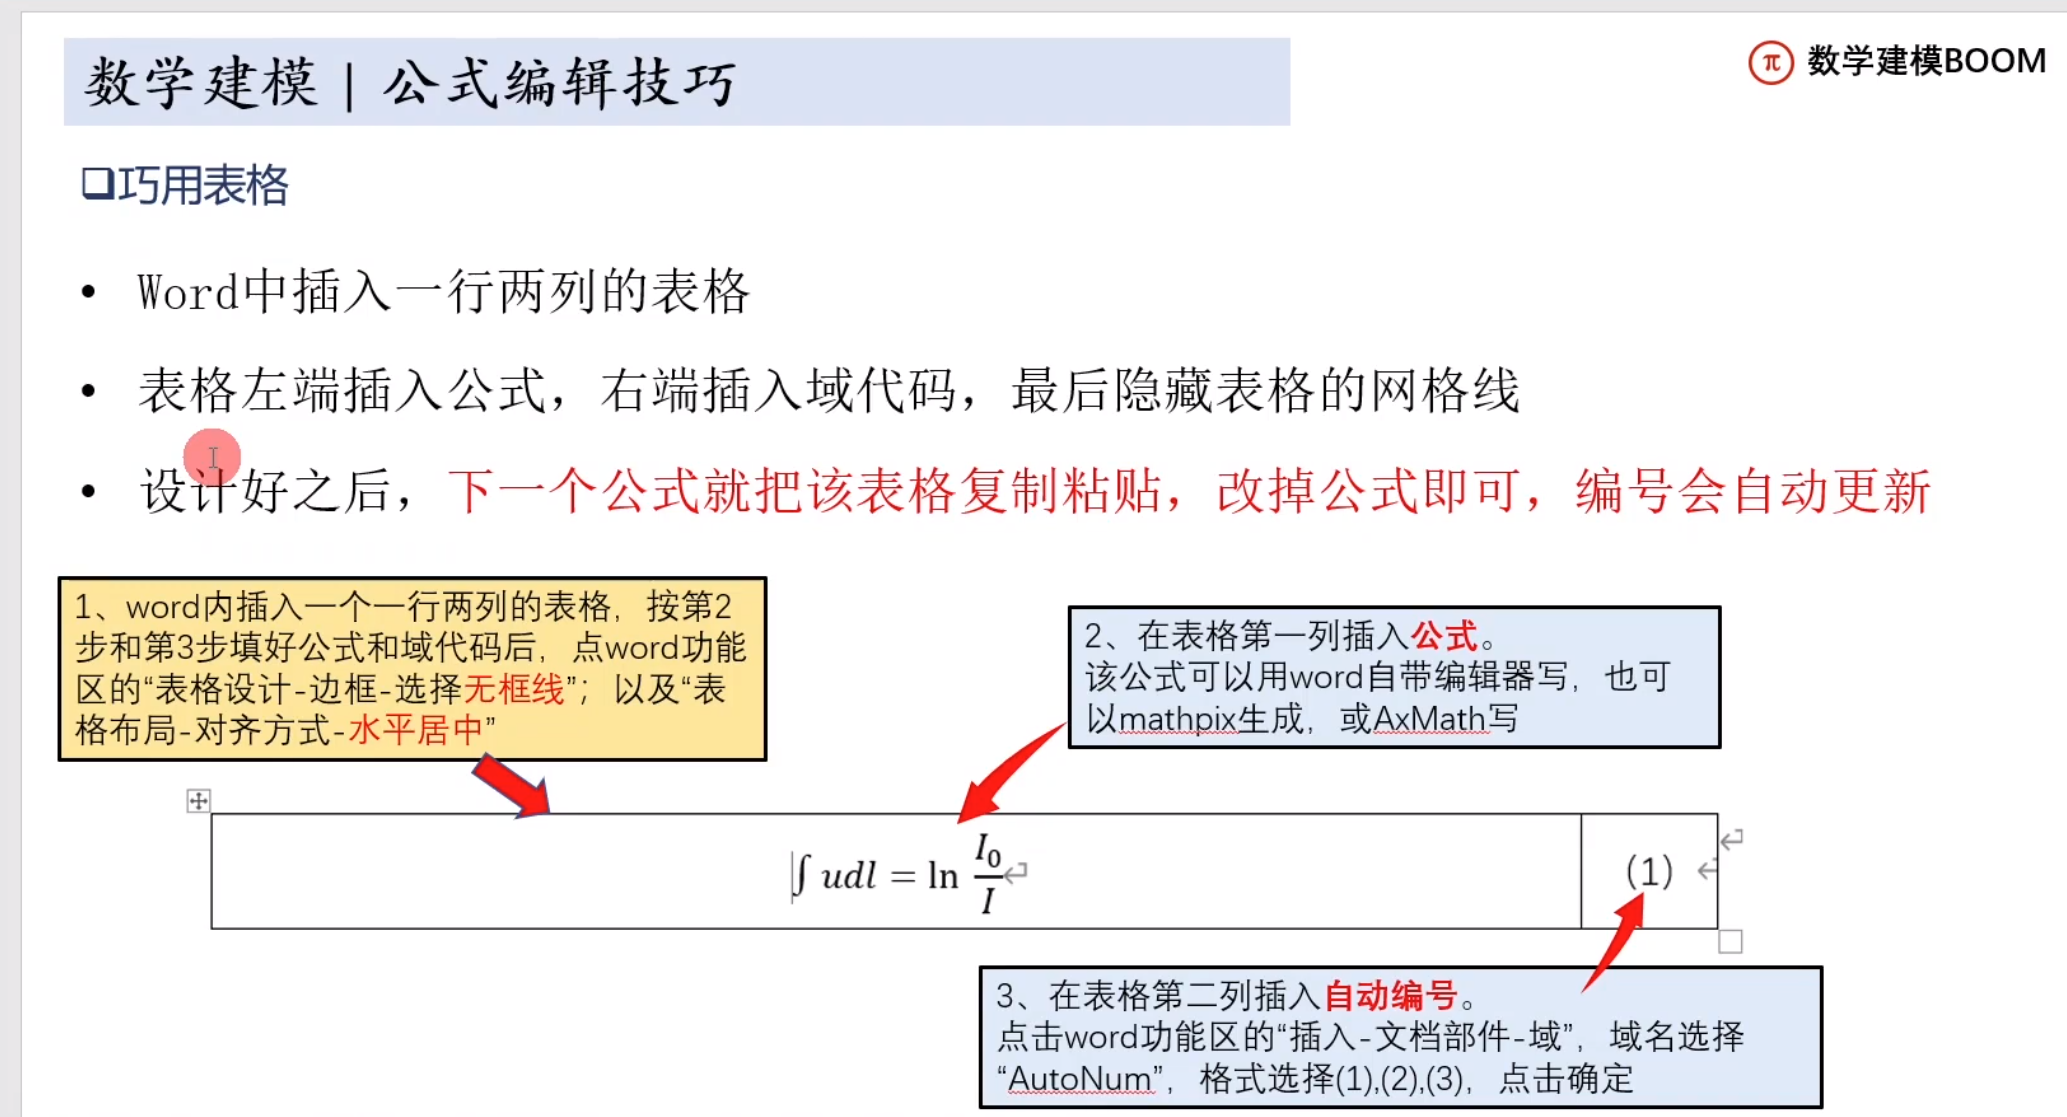 数学建模 | 公式编辑技巧
π 数学建模BOOM
❑巧用表格
• Word中插入一行两列的表格
• 表格左端插入公式，右端插入域代码，最后隐藏表格的网格线
• 设计好之后，下一个公式就把该表格复制粘贴，改掉公式即可，编号会自动更新
1、word内插入一个一行两列的表格，按第2
步和第3步填好公式和域代码后，点word功能
区的“表格设计-边框-选择无框线”；以及“表
格布局-对齐方式-水平居中”
2、在表格第一列插入公式。
该公式可以用word自带编辑器写，也可
以mathpix生成，或AxMath写
∫ udl = ln I₀/I
(1)
3、在表格第二列插入自动编号。
点击word功能区的“插入-文档部件-域”，域名选择
“AutoNum”，格式选择(1),(2),(3)，点击确定